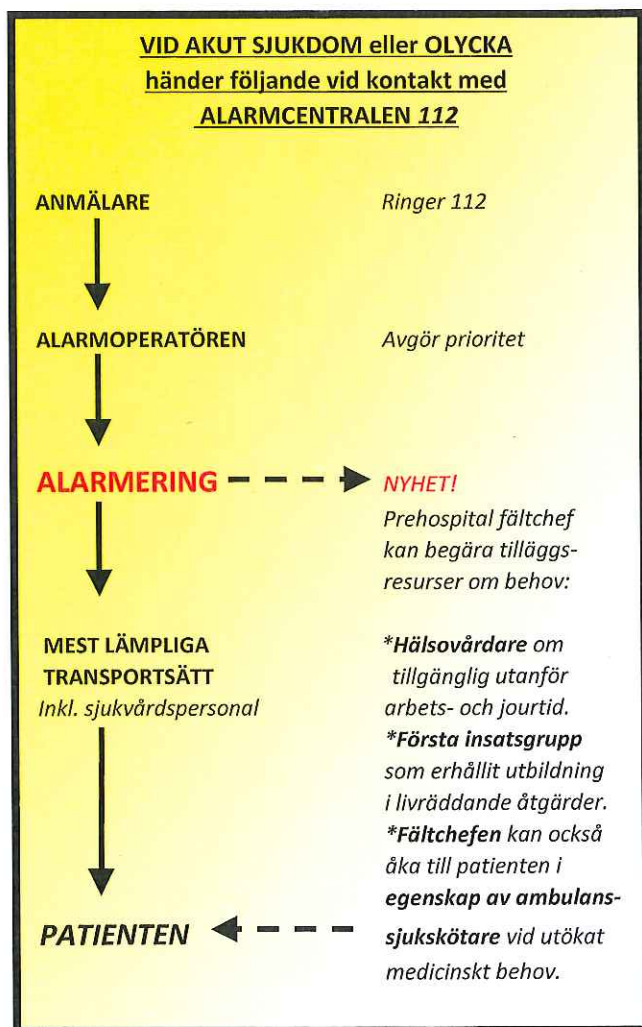 VID AKUT SJUKDOM eller OLYCKA
händer följande vid kontakt med
ALARMCENTRALEN 112
ANMÄLARE
Ringer 112
ALARMOPERATÖREN
Avgör prioritet
ALARMERING
NYHET!
Prehospital fältchef
kan begära tilläggs-
resurser om behov:
MEST LÄMPLIGA
TRANSPORTSÄTT
Inkl. sjukvårdspersonal
*Hälsovårdare om
tillgänglig utanför
arbets- och jourtid.
*Första insatsgrupp
som erhållit utbildning
i livräddande åtgärder.
*Fältchefen kan också
åka till patienten i
egenskap av ambulans-
sjukskötare vid utökat
medicinskt behov.
PATIENTEN